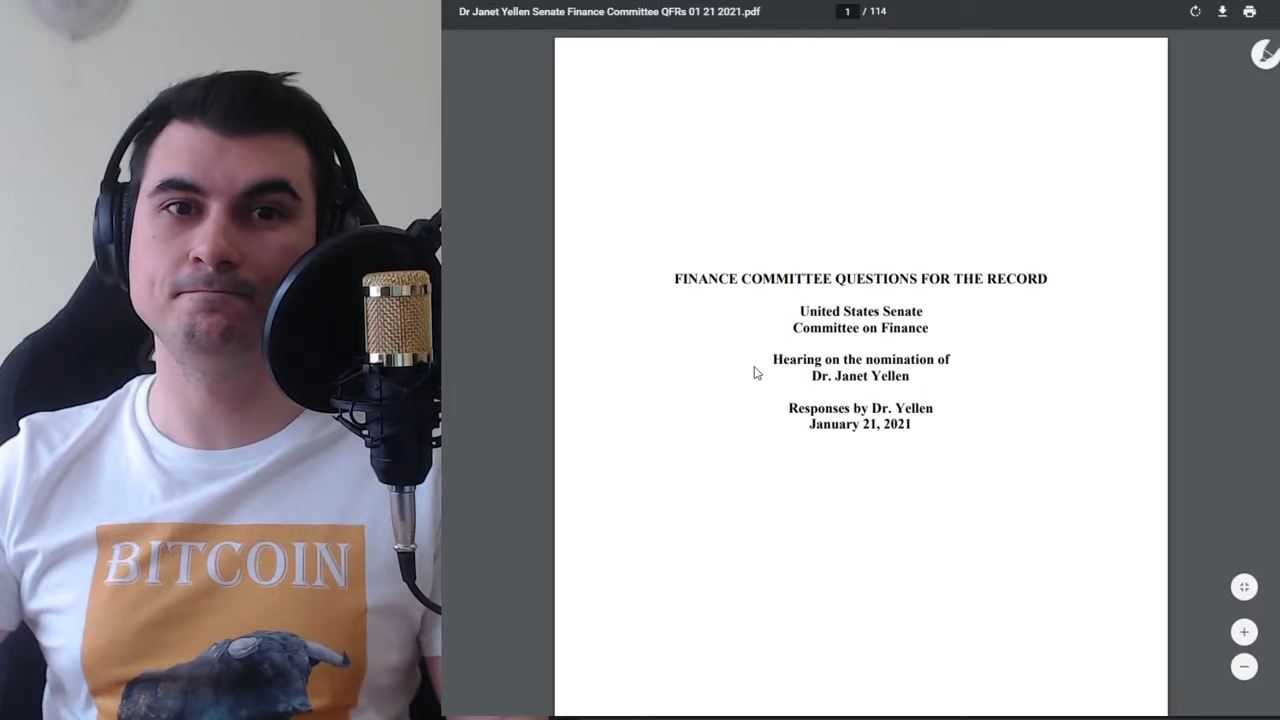 Dr Janet Yellen Senate Finance Committee QFRs 01 21 2021.pdf
1 / 114
FINANCE COMMITTEE QUESTIONS FOR THE RECORD
United States Senate
Committee on Finance
Hearing on the nomination of
Dr. Janet Yellen
Responses by Dr. Yellen
January 21, 2021
BITCOIN